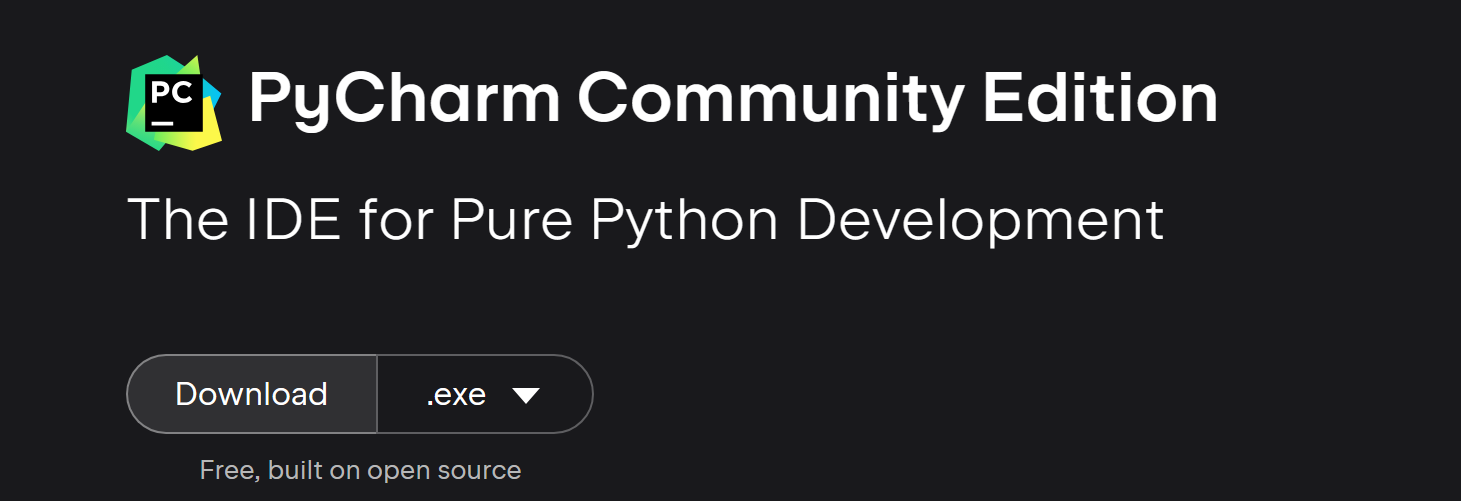 PC
PyCharm Community Edition
The IDE for Pure Python Development
Download .exe
Free, built on open source